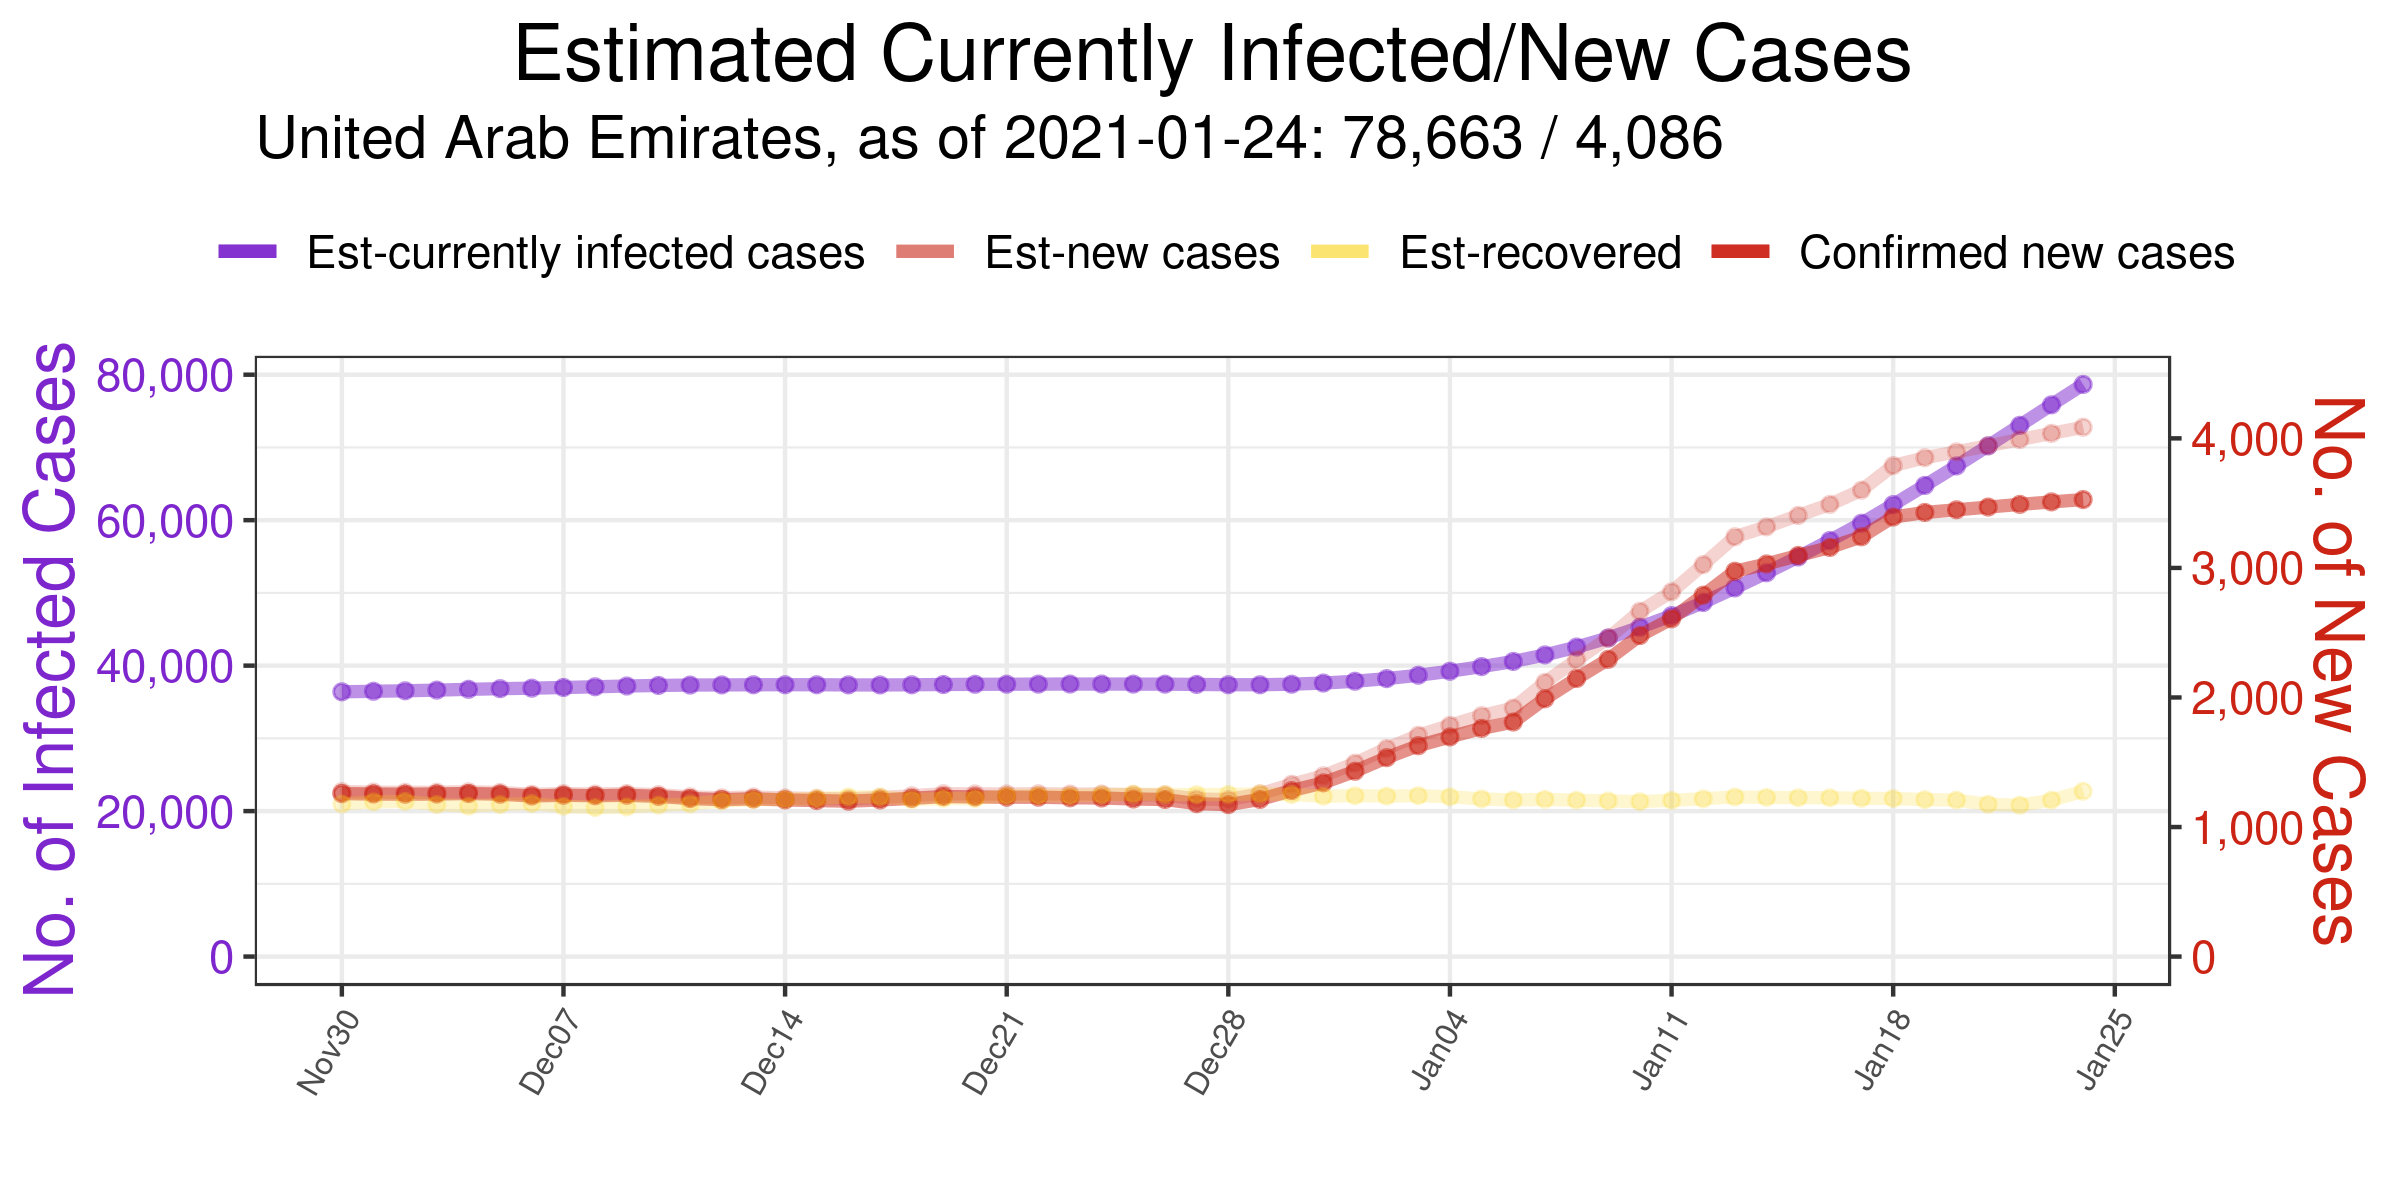 Estimated Currently Infected/New Cases
United Arab Emirates, as of 2021-01-24: 78,663 / 4,086
Est-currently infected cases Est-new cases Est-recovered Confirmed new cases
No. of Infected Cases
80,000
60,000
40,000
20,000
0
4,000
3,000
2,000
1,000
0
No. of New Cases
Nov30 Dec07 Dec14 Dec21 Dec28 Jan04 Jan11 Jan18 Jan25